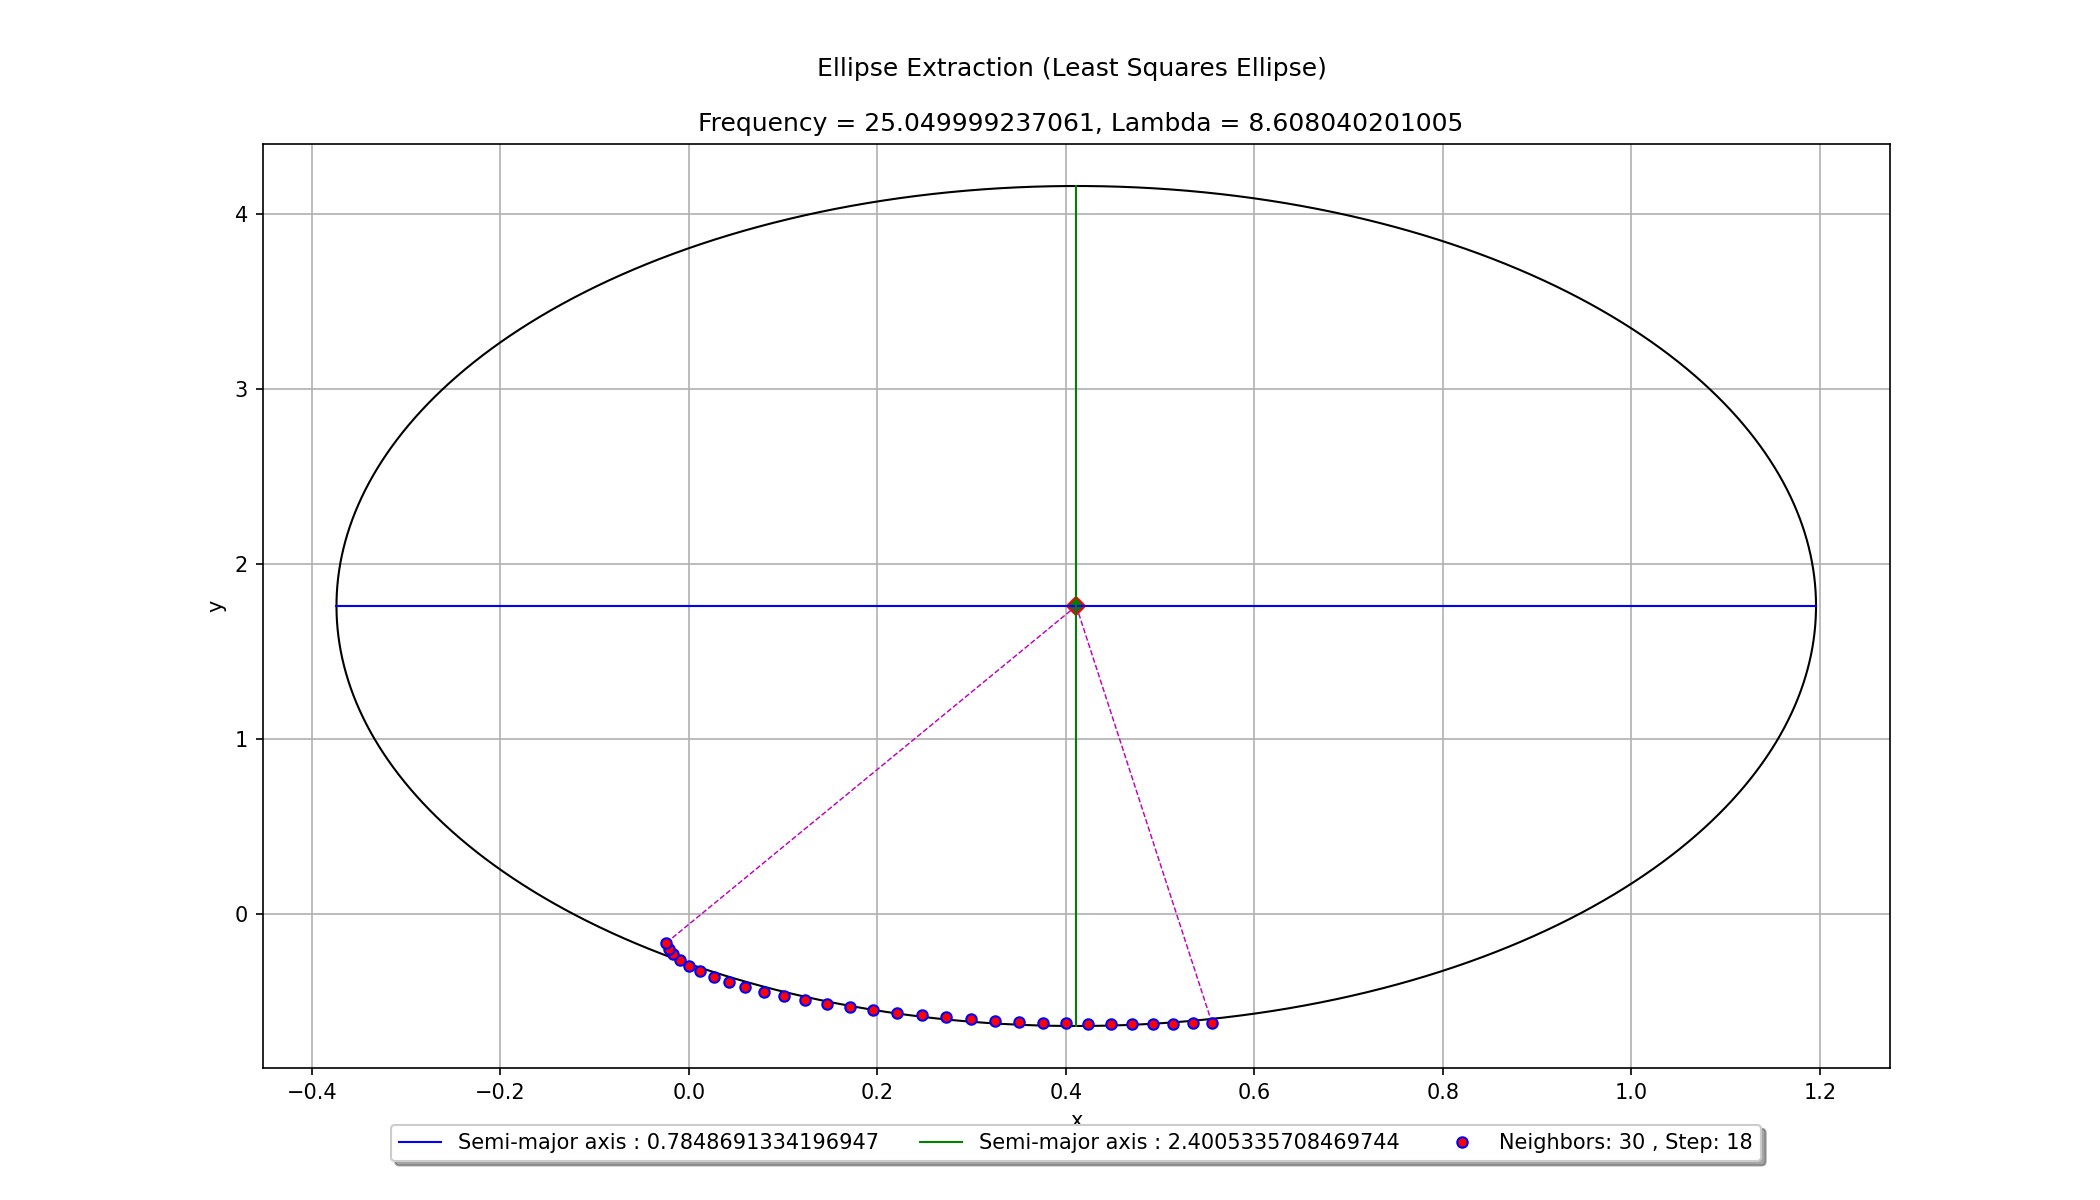 Ellipse Extraction (Least Squares Ellipse)
Frequency = 25.049999237061, Lambda = 8.608040201005
4
3
2
1
0
y
−0.4 −0.2 0.0 0.2 0.4 0.6 0.8 1.0 1.2
x
Semi-major axis : 0.7848691334196947 Semi-major axis : 2.4005335708469744 Neighbors: 30 , Step: 18